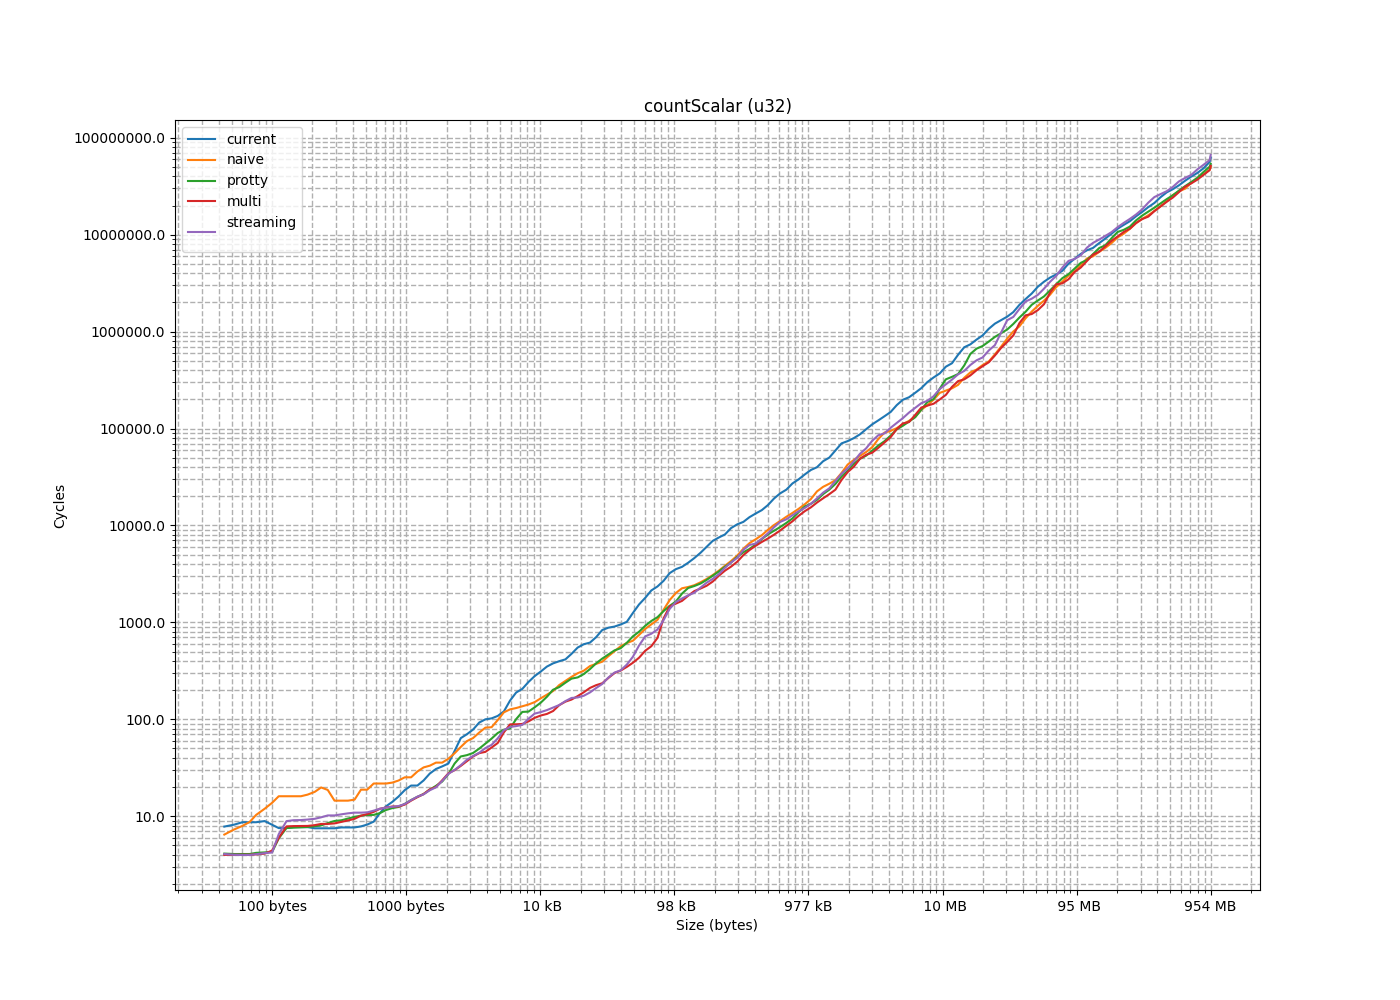 countScalar (u32)
current
naive
protty
multi
streaming
Cycles
100000000.0
10000000.0
1000000.0
100000.0
10000.0
1000.0
100.0
10.0
100 bytes 1000 bytes 10 kB 98 kB 977 kB 10 MB 95 MB 954 MB
Size (bytes)